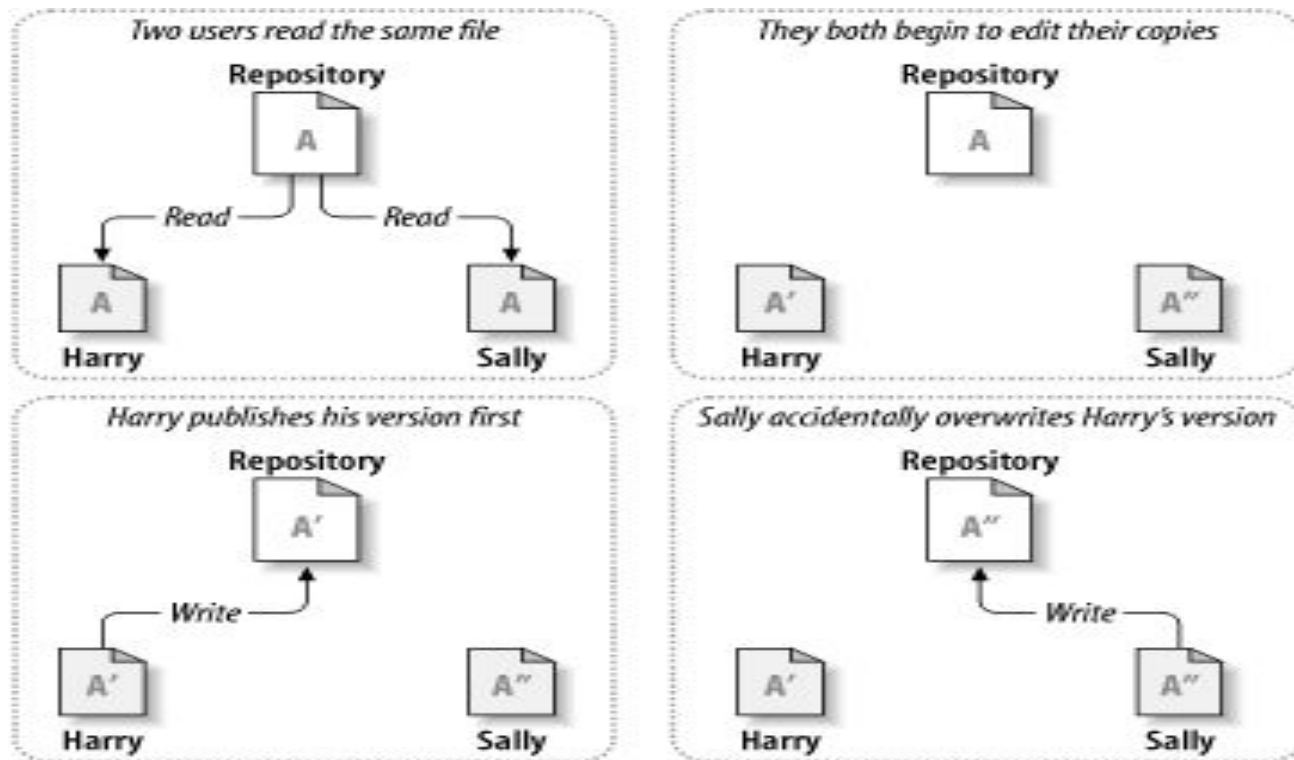 Two users read the same file
Repository
A
Read
Read
A
A
Harry
Sally
They both begin to edit their copies
Repository
A
A′
A″
Harry
Sally
Harry publishes his version first
Repository
A′
Write
A′
A″
Harry
Sally
Sally accidentally overwrites Harry's version
Repository
A″
Write
A′
A″
Harry
Sally